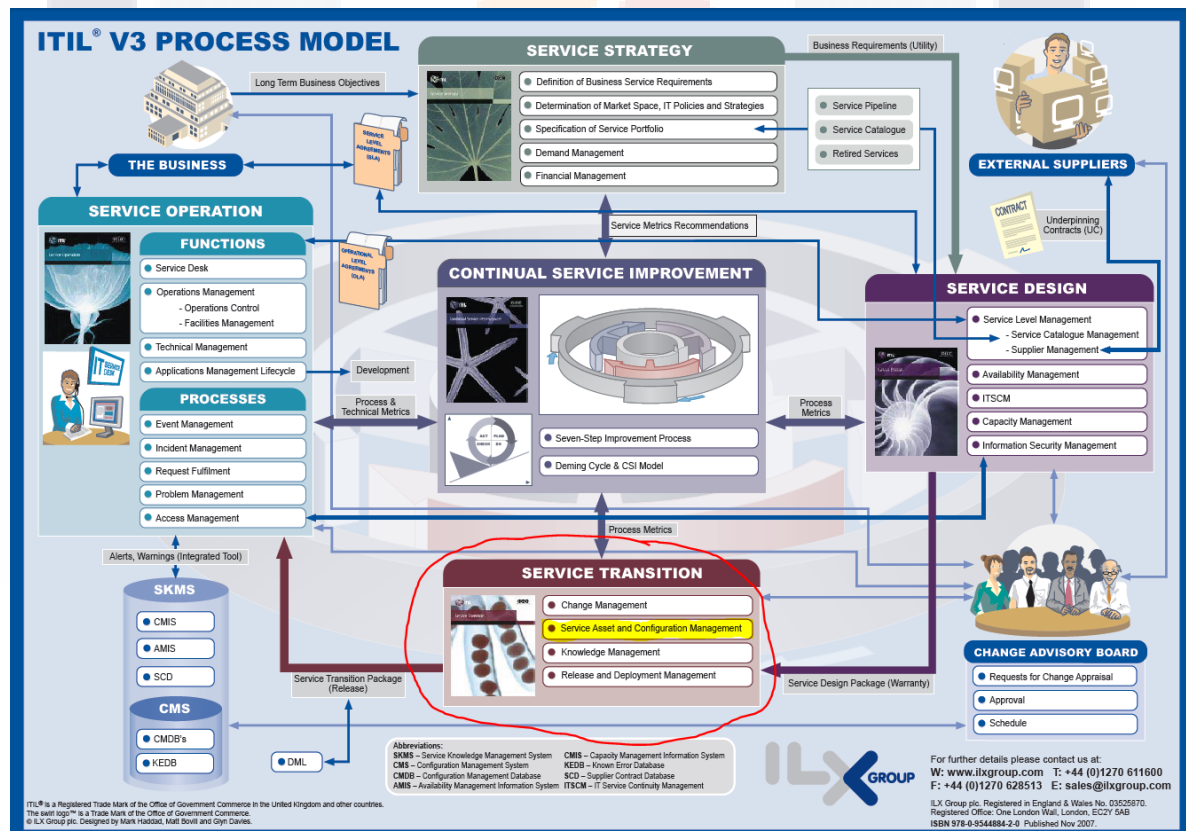 ITIL® V3 PROCESS MODEL
Long Term Business Objectives
THE BUSINESS
SERVICE
LEVEL
AGREEMENTS
(SLA)
SERVICE STRATEGY
Definition of Business Service Requirements
Determination of Market Space, IT Policies and Strategies
Specification of Service Portfolio
Demand Management
Financial Management
Business Requirements (Utility)
Service Pipeline
Service Catalogue
Retired Services
EXTERNAL SUPPLIERS
CONTRACT
Underpinning
Contracts (UC)
SERVICE OPERATION
FUNCTIONS
Service Desk
Operations Management
- Operations Control
- Facilities Management
Technical Management
Applications Management Lifecycle
Development
IT SERVICE
DESK
PROCESSES
Event Management
Incident Management
Request Fulfilment
Problem Management
Access Management
OPERATIONAL
LEVEL
AGREEMENTS
(OLA)
Service Metrics Recommendations
CONTINUAL SERVICE IMPROVEMENT
ACT PLAN
CHECK DO
Seven-Step Improvement Process
Deming Cycle & CSI Model
Process &
Technical Metrics
Process
Metrics
Process Metrics
SERVICE DESIGN
Service Level Management
- Service Catalogue Management
- Supplier Management
Availability Management
ITSCM
Capacity Management
Information Security Management
SERVICE TRANSITION
Change Management
Service Asset and Configuration Management
Knowledge Management
Release and Deployment Management
Service Design Package (Warranty)
Service Transition Package
(Release)
Alerts, Warnings (Integrated Tool)
SKMS
CMIS
AMIS
SCD
CMS
CMDB's
KEDB
DML
CHANGE ADVISORY BOARD
Requests for Change Appraisal
Approval
Schedule
Abbreviations:
SKMS – Service Knowledge Management System
CMS – Configuration Management System
CMDB – Configuration Management Database
AMIS – Availability Management Information System
CMIS – Capacity Management Information System
KEDB – Known Error Database
SCD – Supplier Contract Database
ITSCM – IT Service Continuity Management
ILX GROUP
For further details please contact us at:
W: www.ilxgroup.com T: +44 (0)1270 611600
F: +44 (0)1270 628513 E: sales@ilxgroup.com
ILX Group plc. Registered in England & Wales No. 03525870.
Registered Office: One London Wall, London, EC2Y 5AB
ISBN 978-0-9544884-2-0 Published Nov 2007.
ITIL® is a Registered Trade Mark of the Office of Government Commerce in the United Kingdom and other countries.
The swirl logo™ is a Trade Mark of the Office of Government Commerce.
© ILX Group plc. Designed by Mark Haddad, Matt Bovill and Glyn Davies.